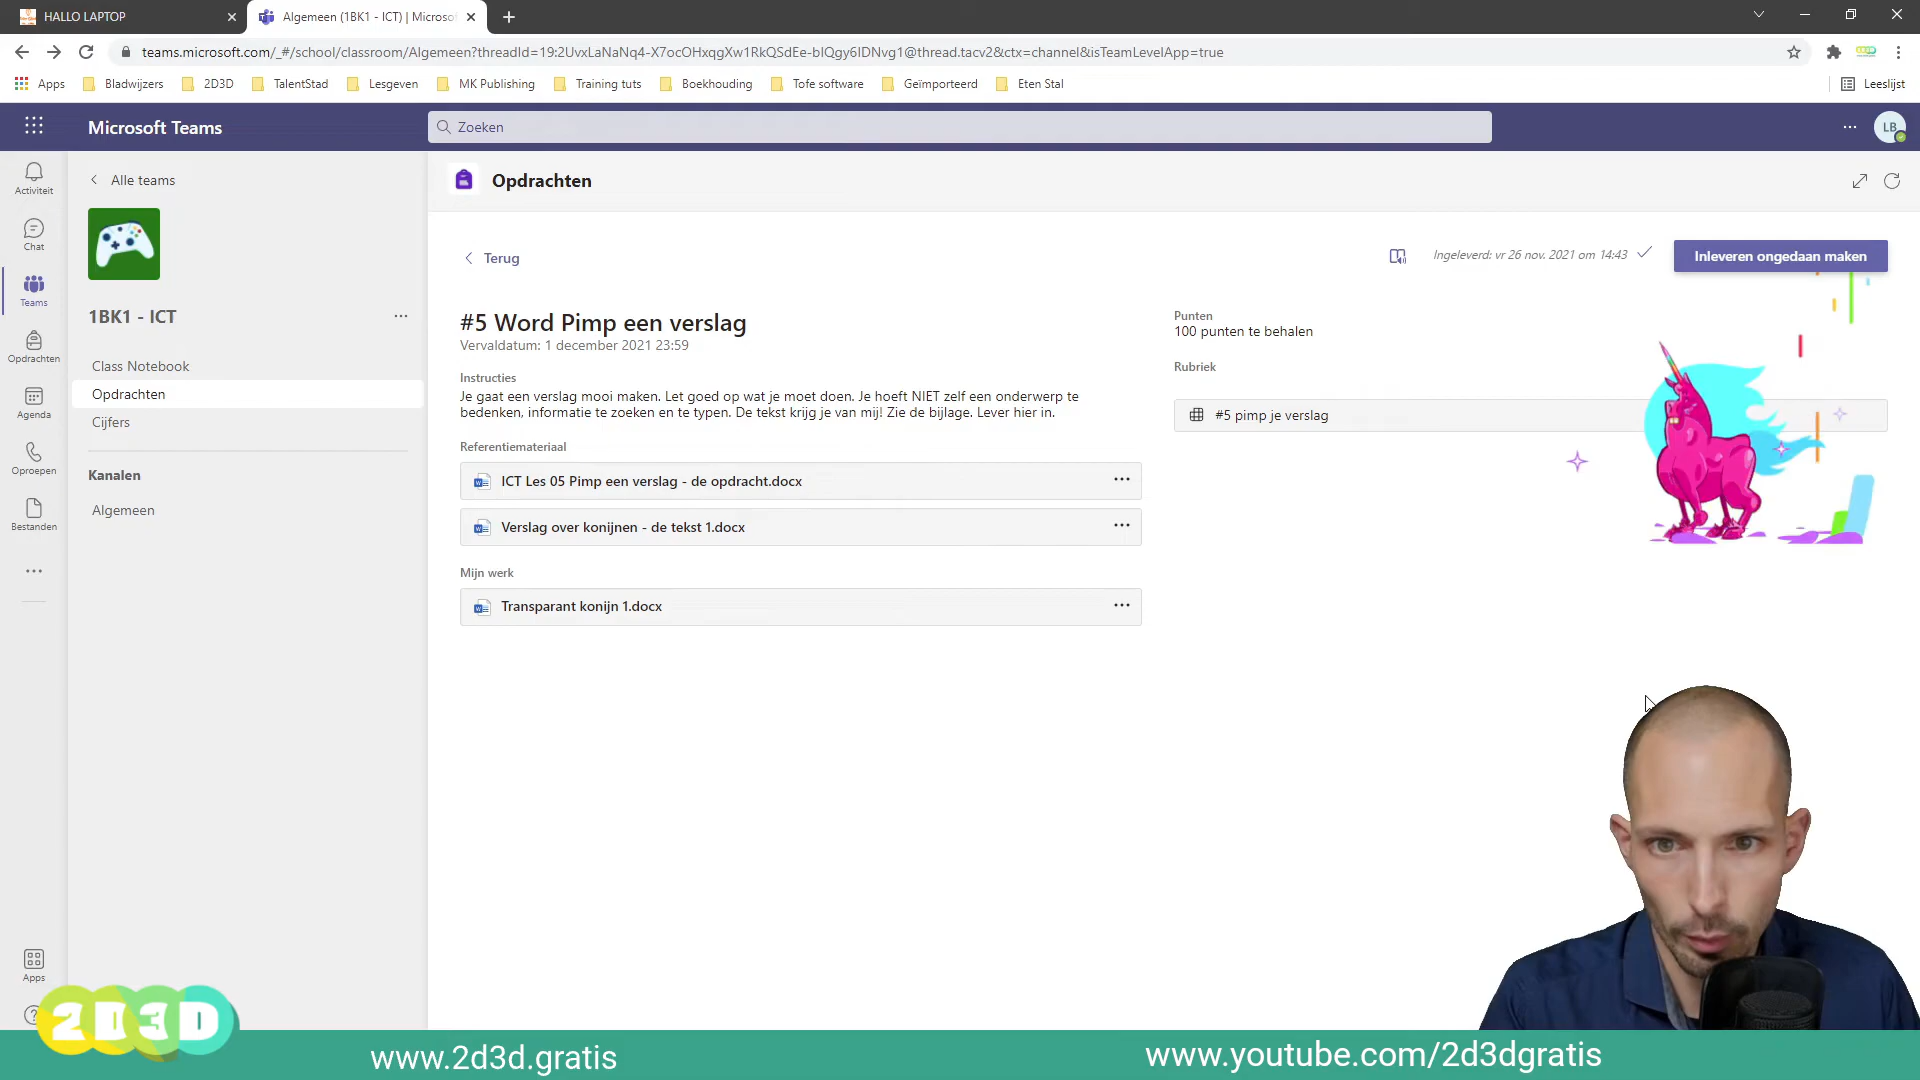 HALLO LAPTOP
Algemeen (1BK1 - ICT) | Microsof
teams.microsoft.com/_#/school/classroom/Algemeen?threadId=19:2UvxLaNaNq4-X7ocOHxqgXw1RkQSdEe-bIQgy6IDNvg1@thread.tacv2&ctx=channel&isTeamLevelApp=true
Apps
Bladwijzers
2D3D
TalentStad
Lesgeven
MK Publishing
Training tuts
Boekhouding
Tofe software
Geïmporteerd
Eten Stal
Leeslijst
Microsoft Teams
Zoeken
LB
Activiteit
Chat
Teams
Opdrachten
Agenda
Oproepen
Bestanden
Apps
Alle teams
1BK1 - ICT
Class Notebook
Opdrachten
Cijfers
Kanalen
Algemeen
Opdrachten
Terug
Ingeleverd: vr 26 nov. 2021 om 14:43
Inleveren ongedaan maken
#5 Word Pimp een verslag
Vervaldatum: 1 december 2021 23:59
Instructies
Je gaat een verslag mooi maken. Let goed op wat je moet doen. Je hoeft NIET zelf een onderwerp te
bedenken, informatie te zoeken en te typen. De tekst krijg je van mij! Zie de bijlage. Lever hier in.
Referentiemateriaal
ICT Les 05 Pimp een verslag - de opdracht.docx
Verslag over konijnen - de tekst 1.docx
Mijn werk
Transparant konijn 1.docx
Punten
100 punten te behalen
Rubriek
#5 pimp je verslag
2D3D
www.2d3d.gratis
www.youtube.com/2d3dgratis